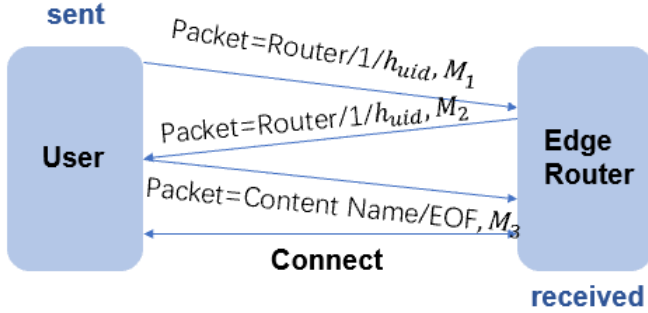 sent
Packet=Router/1/h_uid, M_1
Packet=Router/1/h_uid, M_2
User
Edge
Router
Packet=Content Name/EOF, M_3
Connect
received